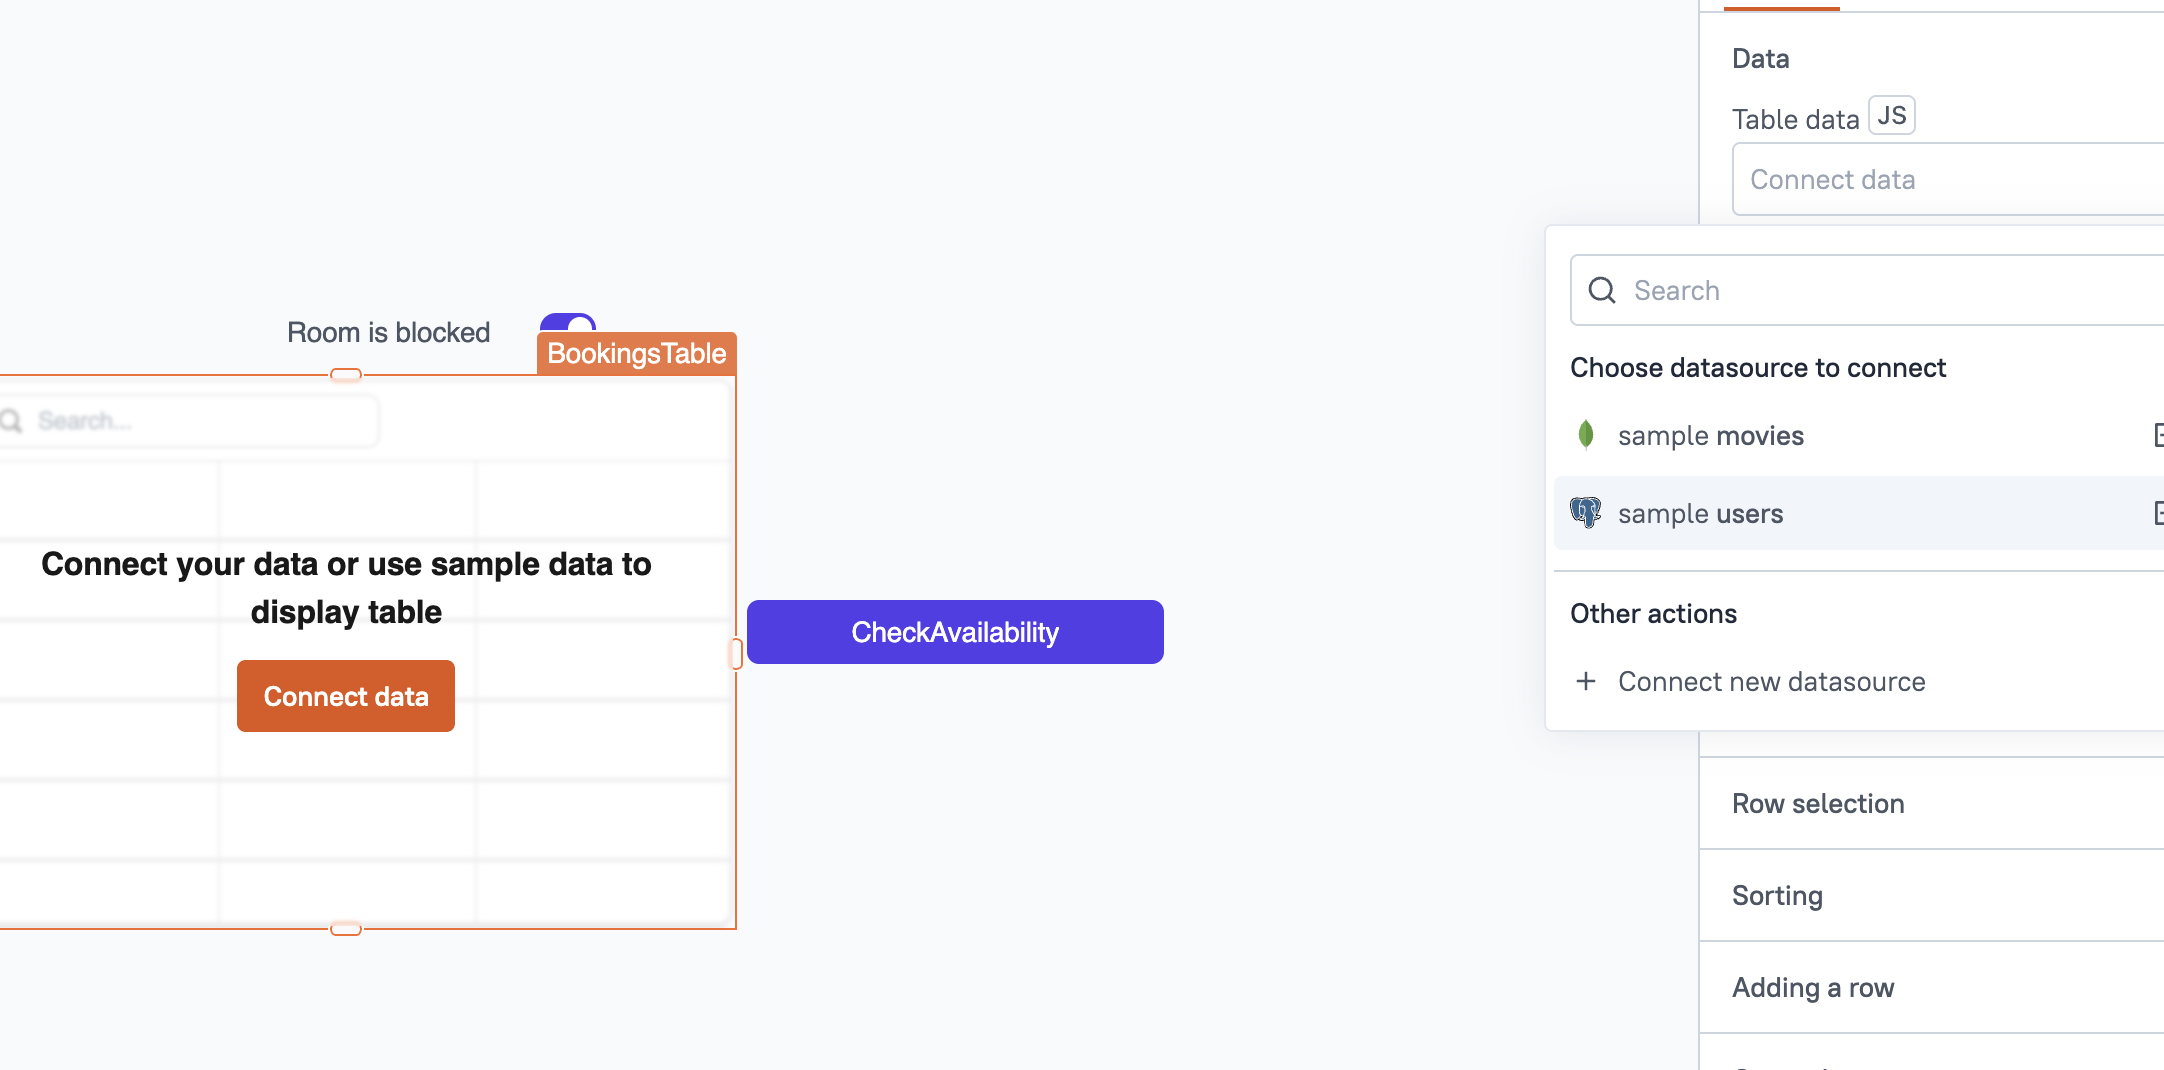 Room is blocked
BookingsTable
Search...
Connect your data or use sample data to
display table
Connect data
CheckAvailability
Data
Table data JS
Connect data
Search
Choose datasource to connect
sample movies
sample users
Other actions
+ Connect new datasource
Row selection
Sorting
Adding a row